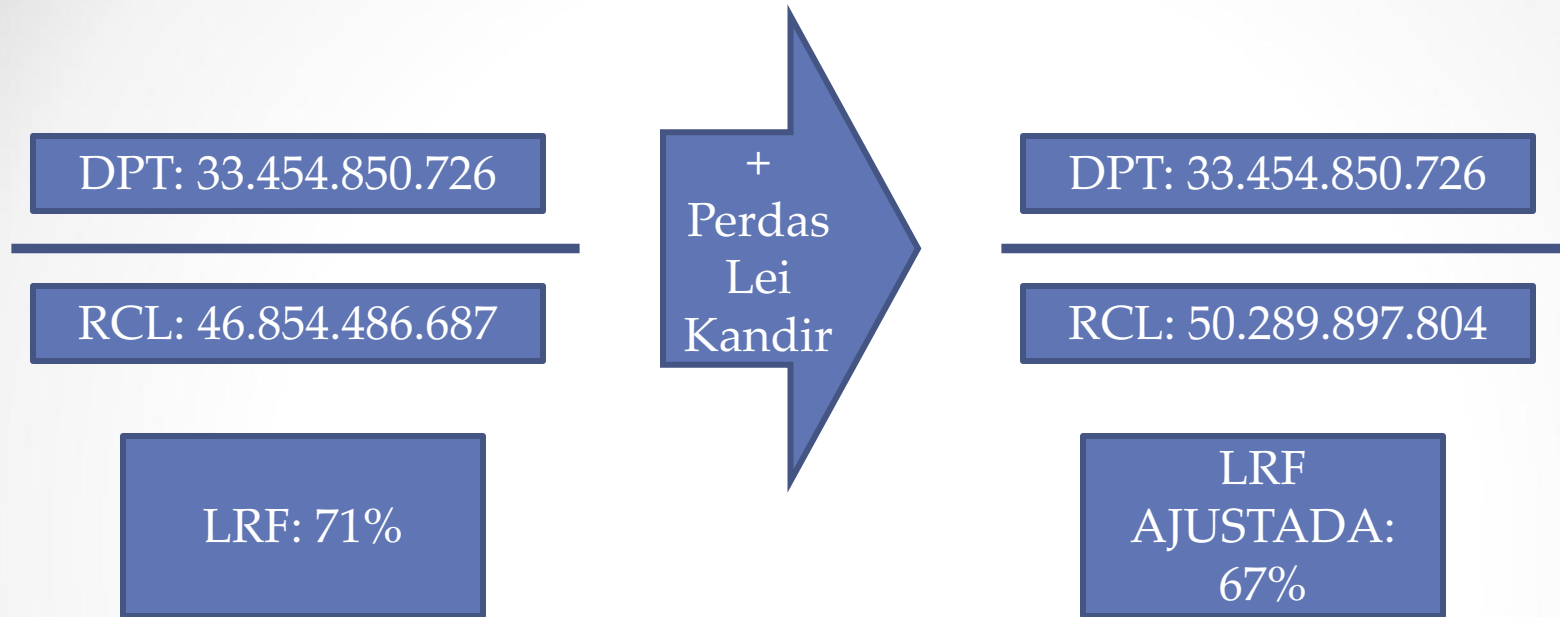 DPT: 33.454.850.726
RCL: 46.854.486.687
LRF: 71%
+
Perdas
Lei
Kandir
DPT: 33.454.850.726
RCL: 50.289.897.804
LRF
AJUSTADA:
67%